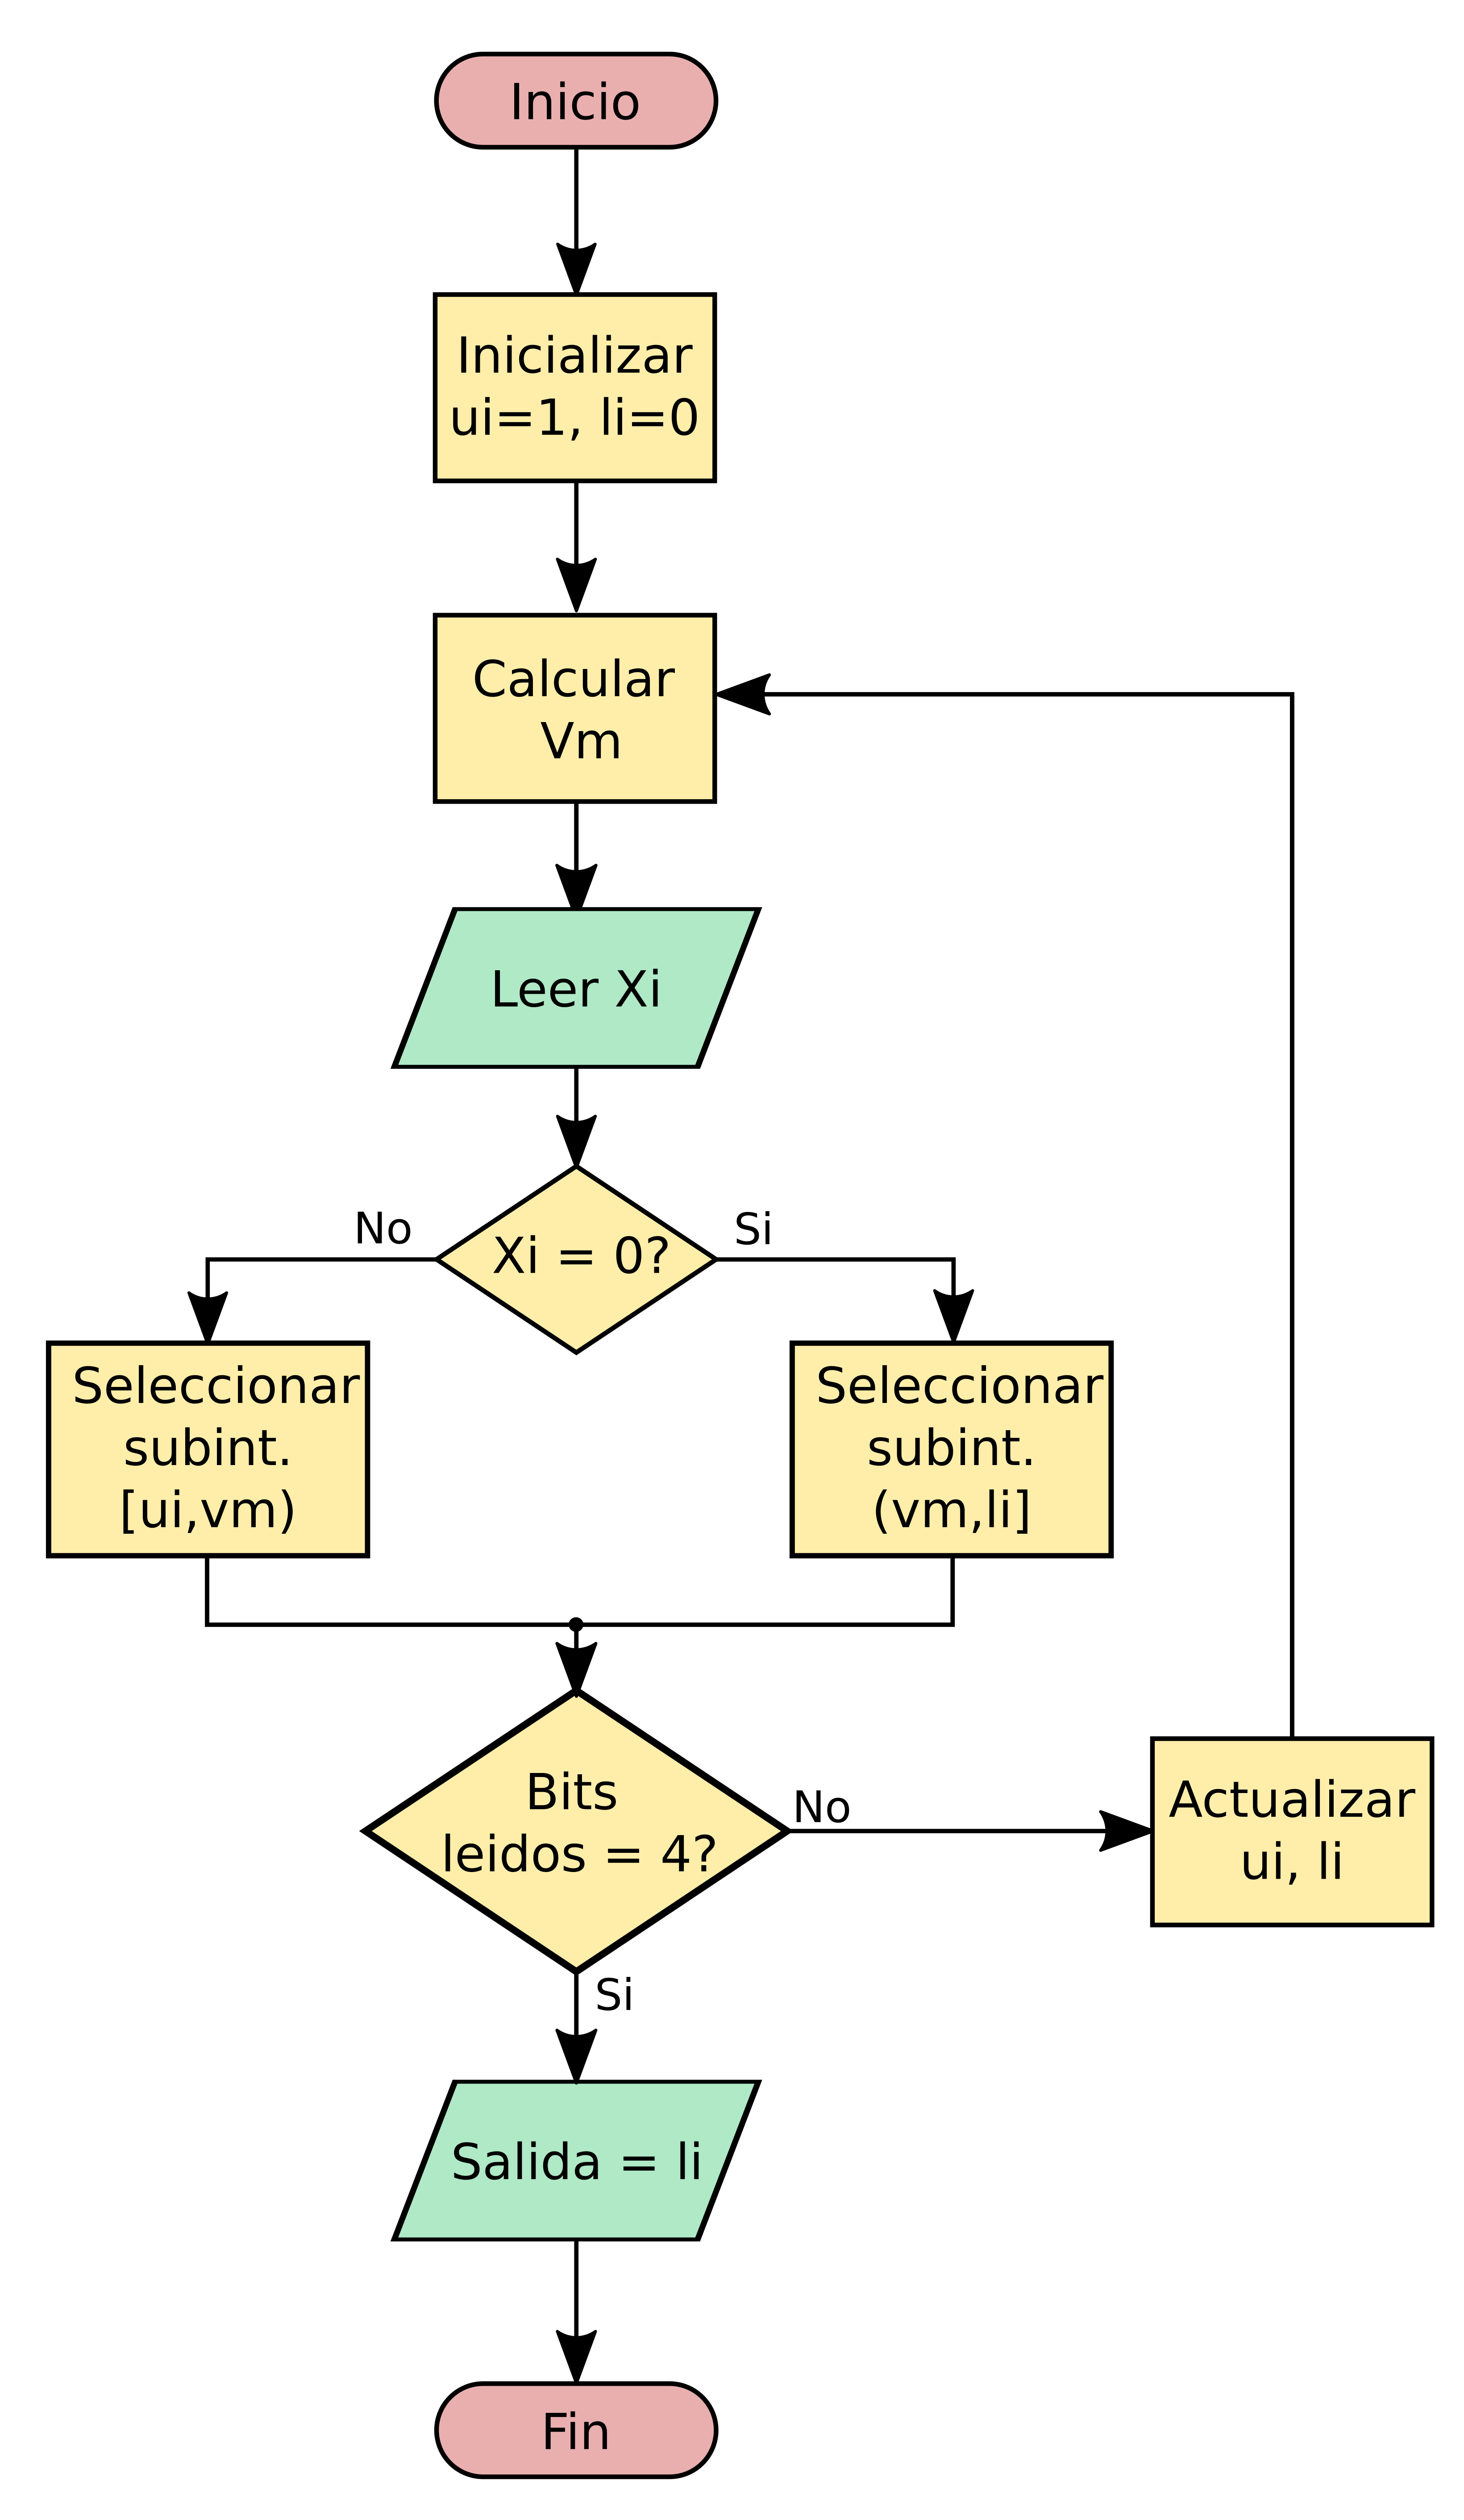 Inicio
Inicializar
ui=1, li=0
Calcular
Vm
Leer Xi
Xi = 0?
No
Si
Seleccionar
subint.
[ui,vm)
Seleccionar
subint.
(vm,li]
Bits
leidos = 4?
No
Actualizar
ui, li
Si
Salida = li
Fin